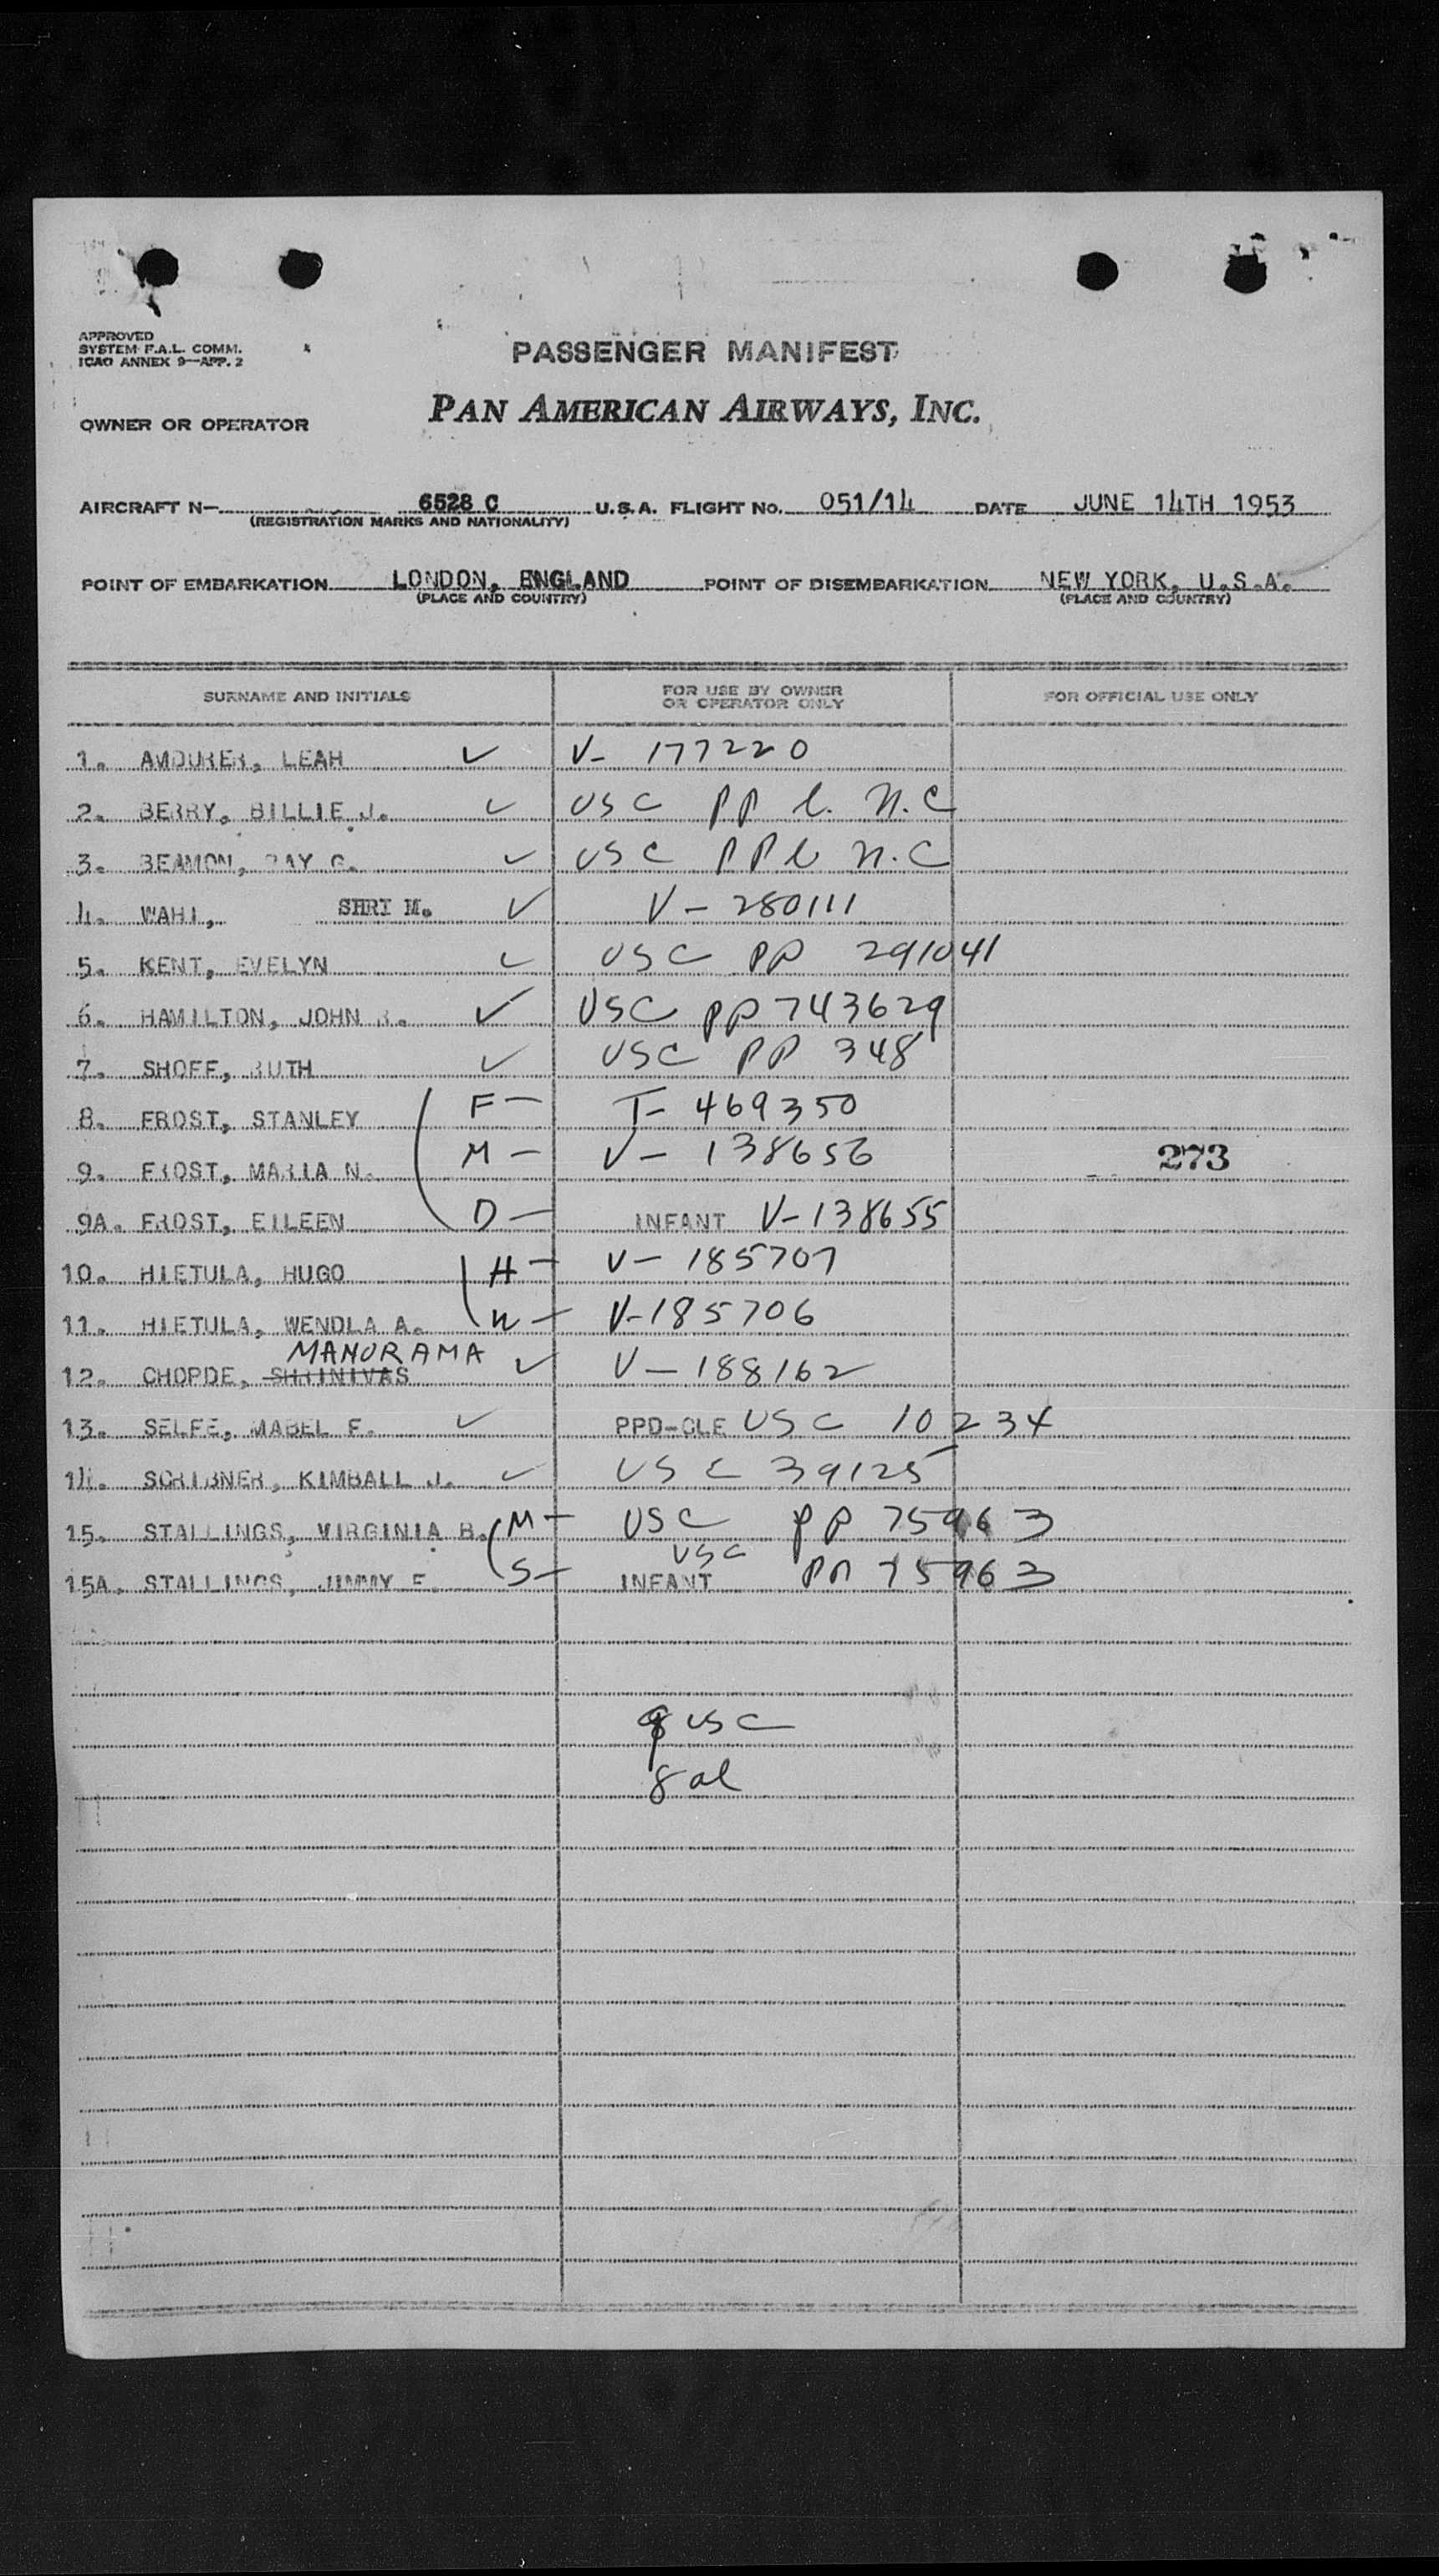 APPROVED
SYSTEM F.A.L. COMM.
ICAO ANNEX 9—APP. 2
PASSENGER MANIFEST
OWNER OR OPERATOR PAN AMERICAN AIRWAYS, INC.
AIRCRAFT N— 6528 C U.S.A. FLIGHT NO. 051/14 DATE JUNE 14TH 1953
(REGISTRATION MARKS AND NATIONALITY)
POINT OF EMBARKATION LONDON, ENGLAND POINT OF DISEMBARKATION NEW YORK, U.S.A.
(PLACE AND COUNTRY) (PLACE AND COUNTRY)
SURNAME AND INITIALS FOR USE BY OWNER OR OPERATOR ONLY FOR OFFICIAL USE ONLY
1. AMDURER, LEAH ✓ V- 177220
2. BERRY, BILLIE J. ✓ USC PP N.C
3. BEAMON, RAY G. ✓ USC PP N.C
4. WAHI, SHRI M. ✓ V - 280111
5. KENT, EVELYN ✓ USC PP 291041
6. HAMILTON, JOHN R. ✓ USC PP 743629
7. SHOFF, RUTH ✓ USC PP 348
8. FROST, STANLEY F- T- 469350
9. FROST, MARIA N. M- V- 138656 273
9A. FROST, EILEEN D- INFANT V-138655
10. HIETULA, HUGO H- V- 185707
11. HIETULA, WENDLA A. W- V-185706
MANORAMA
12. CHOPDE, SHRINIVAS ✓ V- 188162
13. SELFE, MABEL F. ✓ PPD-GLE USC 10234
14. SCRIBNER, KIMBALL J. ✓ USC 39125
15. STALLINGS, VIRGINIA B. M- USC PP 75963
USC
15A. STALLINGS, JIMMY F. S- INFANT PP 75963
9 USC
8 al